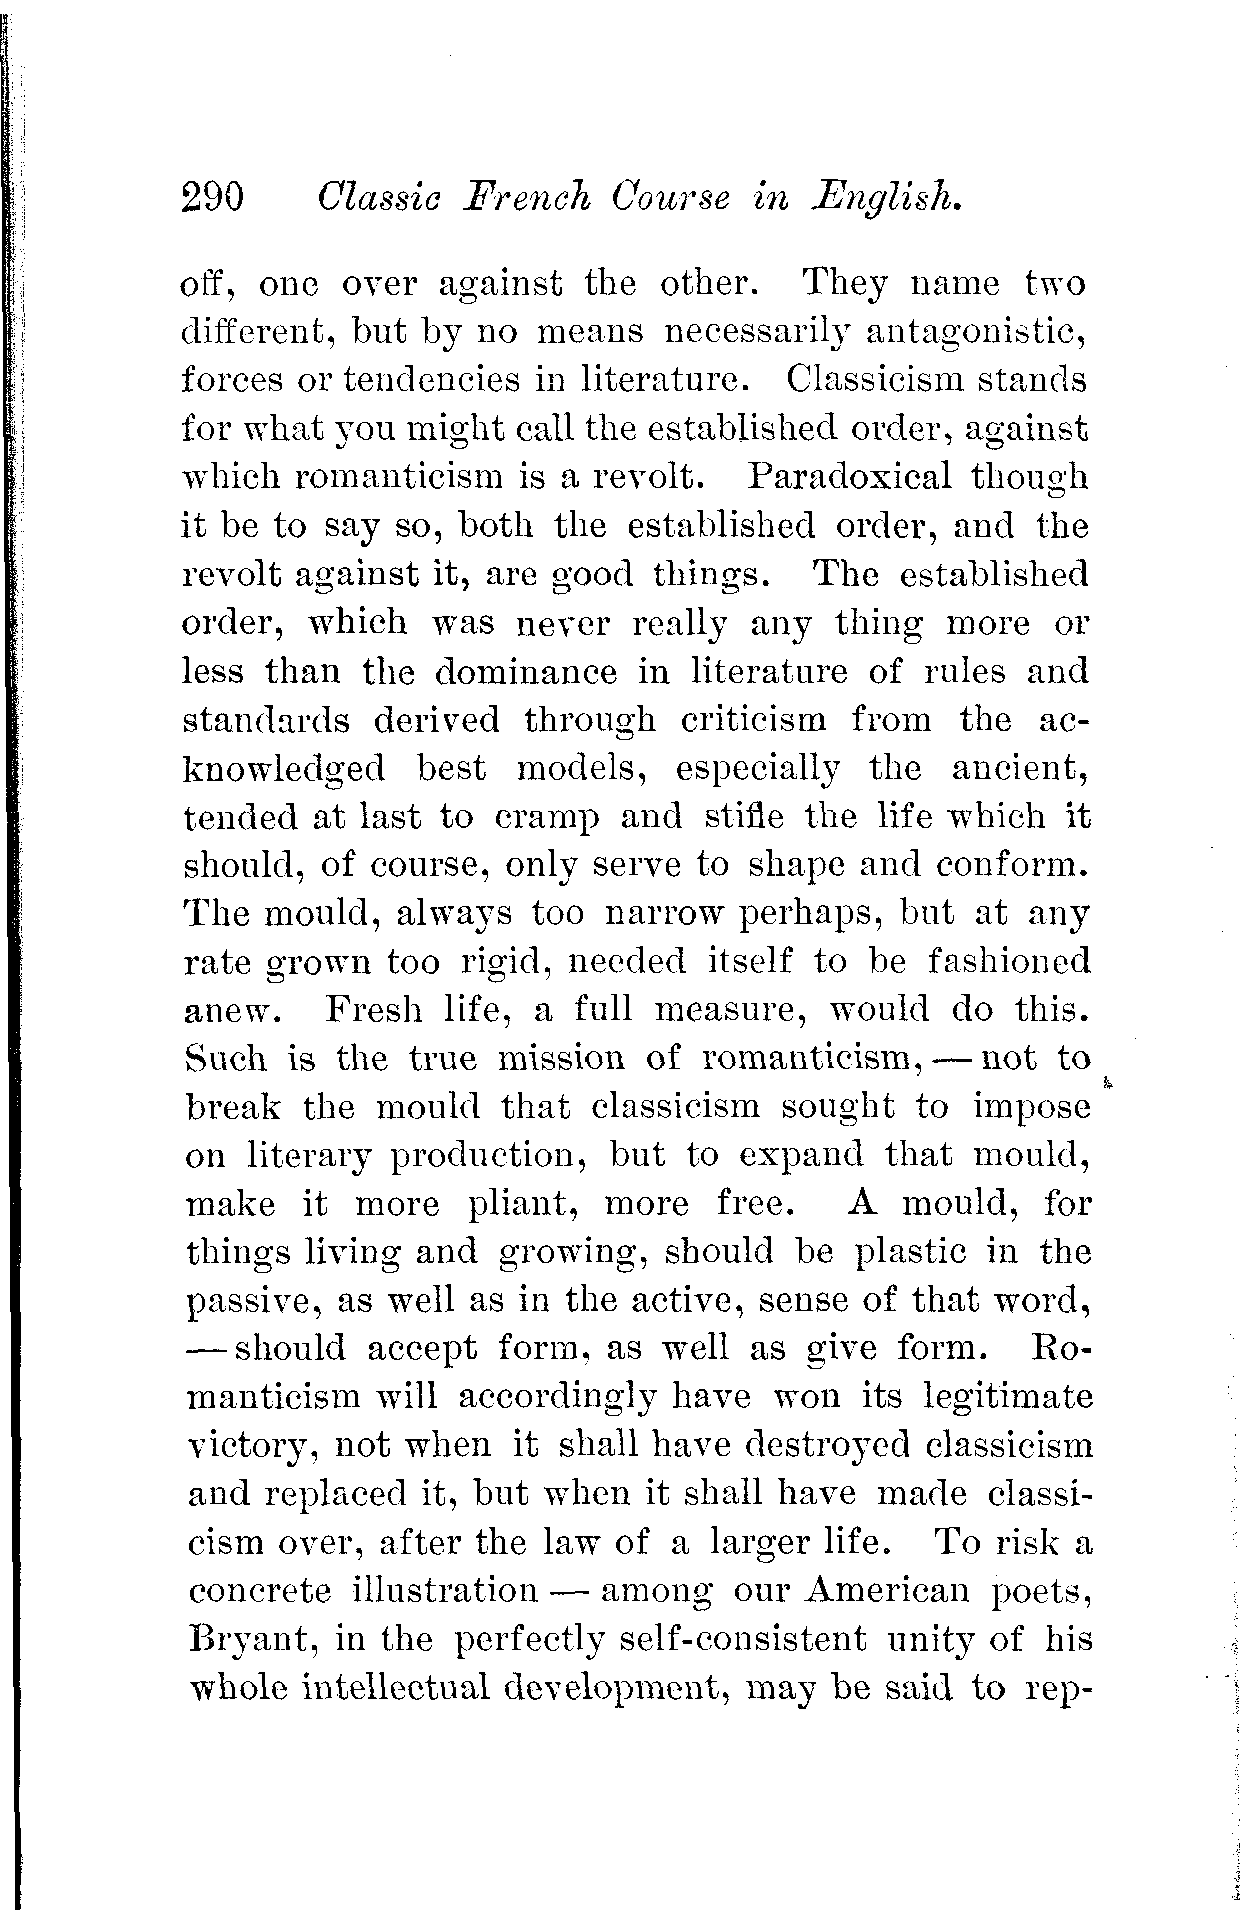 290 Classic French Course in English.
off, one over against the other. They name two
different, but by no means necessarily antagonistic,
forces or tendencies in literature. Classicism stands
for what you might call the established order, against
which romanticism is a revolt. Paradoxical though
it be to say so, both the established order, and the
revolt against it, are good things. The established
order, which was never really any thing more or
less than the dominance in literature of rules and
standards derived through criticism from the ac-
knowledged best models, especially the ancient,
tended at last to cramp and stifle the life which it
should, of course, only serve to shape and conform.
The mould, always too narrow perhaps, but at any
rate grown too rigid, needed itself to be fashioned
anew. Fresh life, a full measure, would do this.
Such is the true mission of romanticism, — not to
break the mould that classicism sought to impose
on literary production, but to expand that mould,
make it more pliant, more free. A mould, for
things living and growing, should be plastic in the
passive, as well as in the active, sense of that word,
— should accept form, as well as give form. Ro-
manticism will accordingly have won its legitimate
victory, not when it shall have destroyed classicism
and replaced it, but when it shall have made classi-
cism over, after the law of a larger life. To risk a
concrete illustration — among our American poets,
Bryant, in the perfectly self-consistent unity of his
whole intellectual development, may be said to rep-